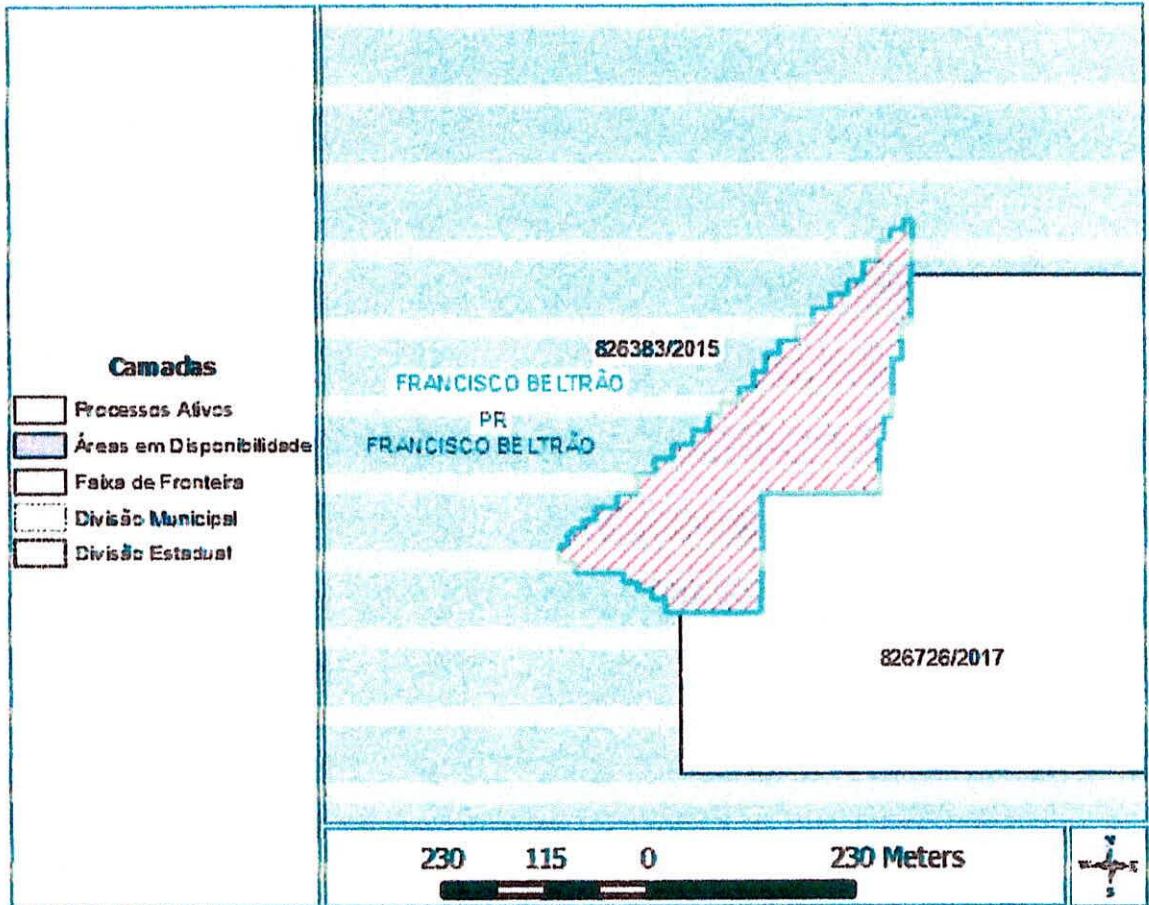 Camadas
Processos Ativos
Áreas em Disponibilidade
Faixa de Fronteira
Divisão Municipal
Divisão Estadual
826383/2015
FRANCISCO BELTRÃO
PR
FRANCISCO BELTRÃO
826726/2017
230 115 0 230 Meters
N
E
S